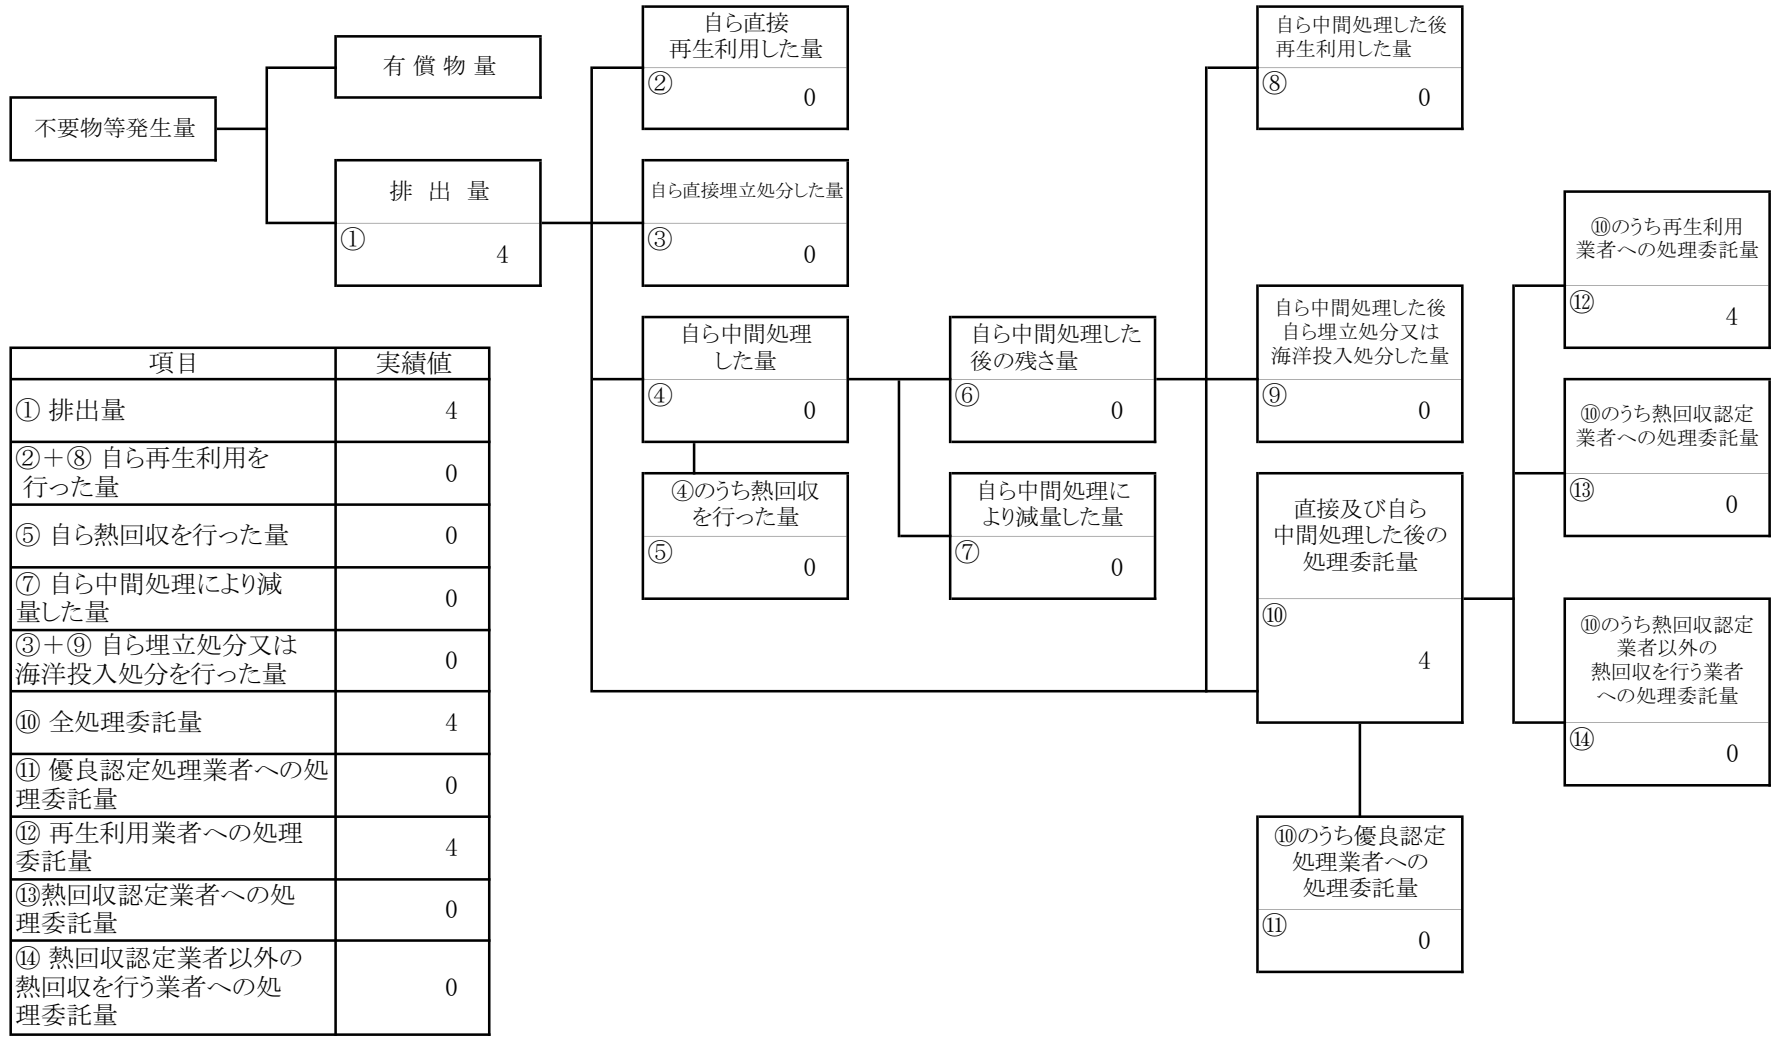 不要物等発生量
有 償 物 量
排 出 量
①
4
自ら直接
再生利用した量
②
0
自ら直接埋立処分した量
③
0
自ら中間処理
した量
④
0
④のうち熱回収
を行った量
⑤
0
自ら中間処理した
後の残さ量
⑥
0
自ら中間処理に
より減量した量
⑦
0
自ら中間処理した後
再生利用した量
⑧
0
自ら中間処理した後
自ら埋立処分又は
海洋投入処分した量
⑨
0
直接及び自ら
中間処理した後の
処理委託量
⑩
4
⑩のうち優良認定
処理業者への
処理委託量
⑪
0
⑩のうち再生利用
業者への処理委託量
⑫
4
⑩のうち熱回収認定
業者への処理委託量
⑬
0
⑩のうち熱回収認定
業者以外の
熱回収を行う業者
への処理委託量
⑭
0
項目 実績値
① 排出量 4
②＋⑧ 自ら再生利用を
行った量 0
⑤ 自ら熱回収を行った量 0
⑦ 自ら中間処理により減
量した量 0
③＋⑨ 自ら埋立処分又は
海洋投入処分を行った量 0
⑩ 全処理委託量 4
⑪ 優良認定処理業者への処
理委託量 0
⑫ 再生利用業者への処理
委託量 4
⑬熱回収認定業者への処
理委託量 0
⑭ 熱回収認定業者以外の
熱回収を行う業者への処
理委託量 0